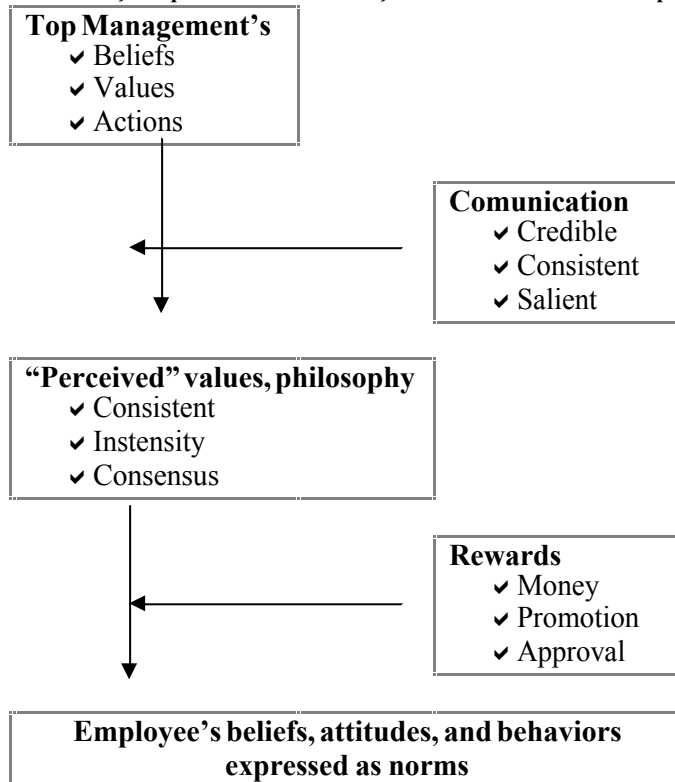 Top Management’s
✓ Beliefs
✓ Values
✓ Actions
Comunication
✓ Credible
✓ Consistent
✓ Salient
“Perceived” values, philosophy
✓ Consistent
✓ Instensity
✓ Consensus
Rewards
✓ Money
✓ Promotion
✓ Approval
Employee’s beliefs, attitudes, and behaviors
expressed as norms